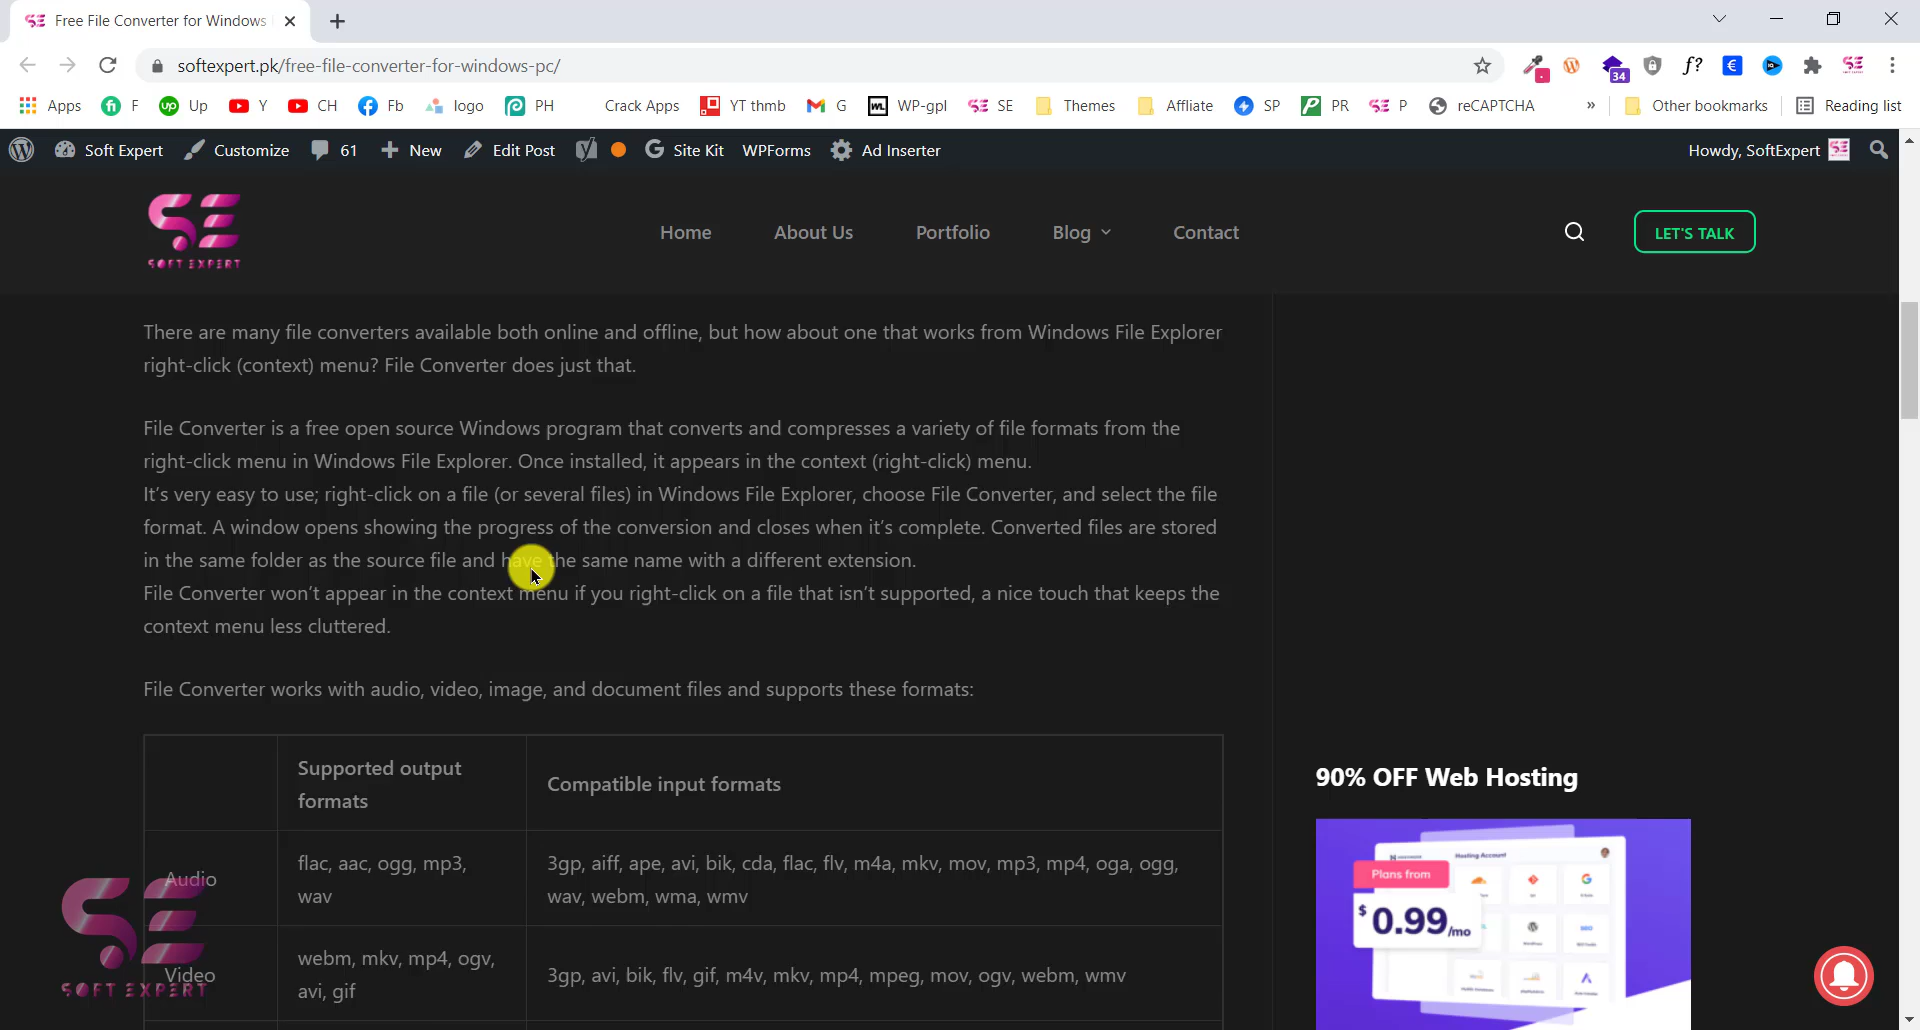 Free File Converter for Windows
softexpert.pk/free-file-converter-for-windows-pc/
34
Apps F Up Y CH Fb logo PH Crack Apps YT thmb G WP-gpl SE Themes Affliate SP PR P reCAPTCHA » Other bookmarks Reading list
Soft Expert Customize 61 New Edit Post Site Kit WPForms Ad Inserter Howdy, SoftExpert
SE
SOFT EXPERT
Home About Us Portfolio Blog Contact LET'S TALK
There are many file converters available both online and offline, but how about one that works from Windows File Explorer
right-click (context) menu? File Converter does just that.
File Converter is a free open source Windows program that converts and compresses a variety of file formats from the
right-click menu in Windows File Explorer. Once installed, it appears in the context (right-click) menu.
It's very easy to use; right-click on a file (or several files) in Windows File Explorer, choose File Converter, and select the file
format. A window opens showing the progress of the conversion and closes when it's complete. Converted files are stored
in the same folder as the source file and have the same name with a different extension.
File Converter won't appear in the context menu if you right-click on a file that isn't supported, a nice touch that keeps the
context menu less cluttered.
File Converter works with audio, video, image, and document files and supports these formats:
Supported output
formats
Compatible input formats
Audio
flac, aac, ogg, mp3,
wav
3gp, aiff, ape, avi, bik, cda, flac, flv, m4a, mkv, mov, mp3, mp4, oga, ogg,
wav, webm, wma, wmv
Video
webm, mkv, mp4, ogv,
avi, gif
3gp, avi, bik, flv, gif, m4v, mkv, mp4, mpeg, mov, ogv, webm, wmv
SE
SOFT EXPERT
90% OFF Web Hosting
Hosting Account
Plans from
$0.99/mo